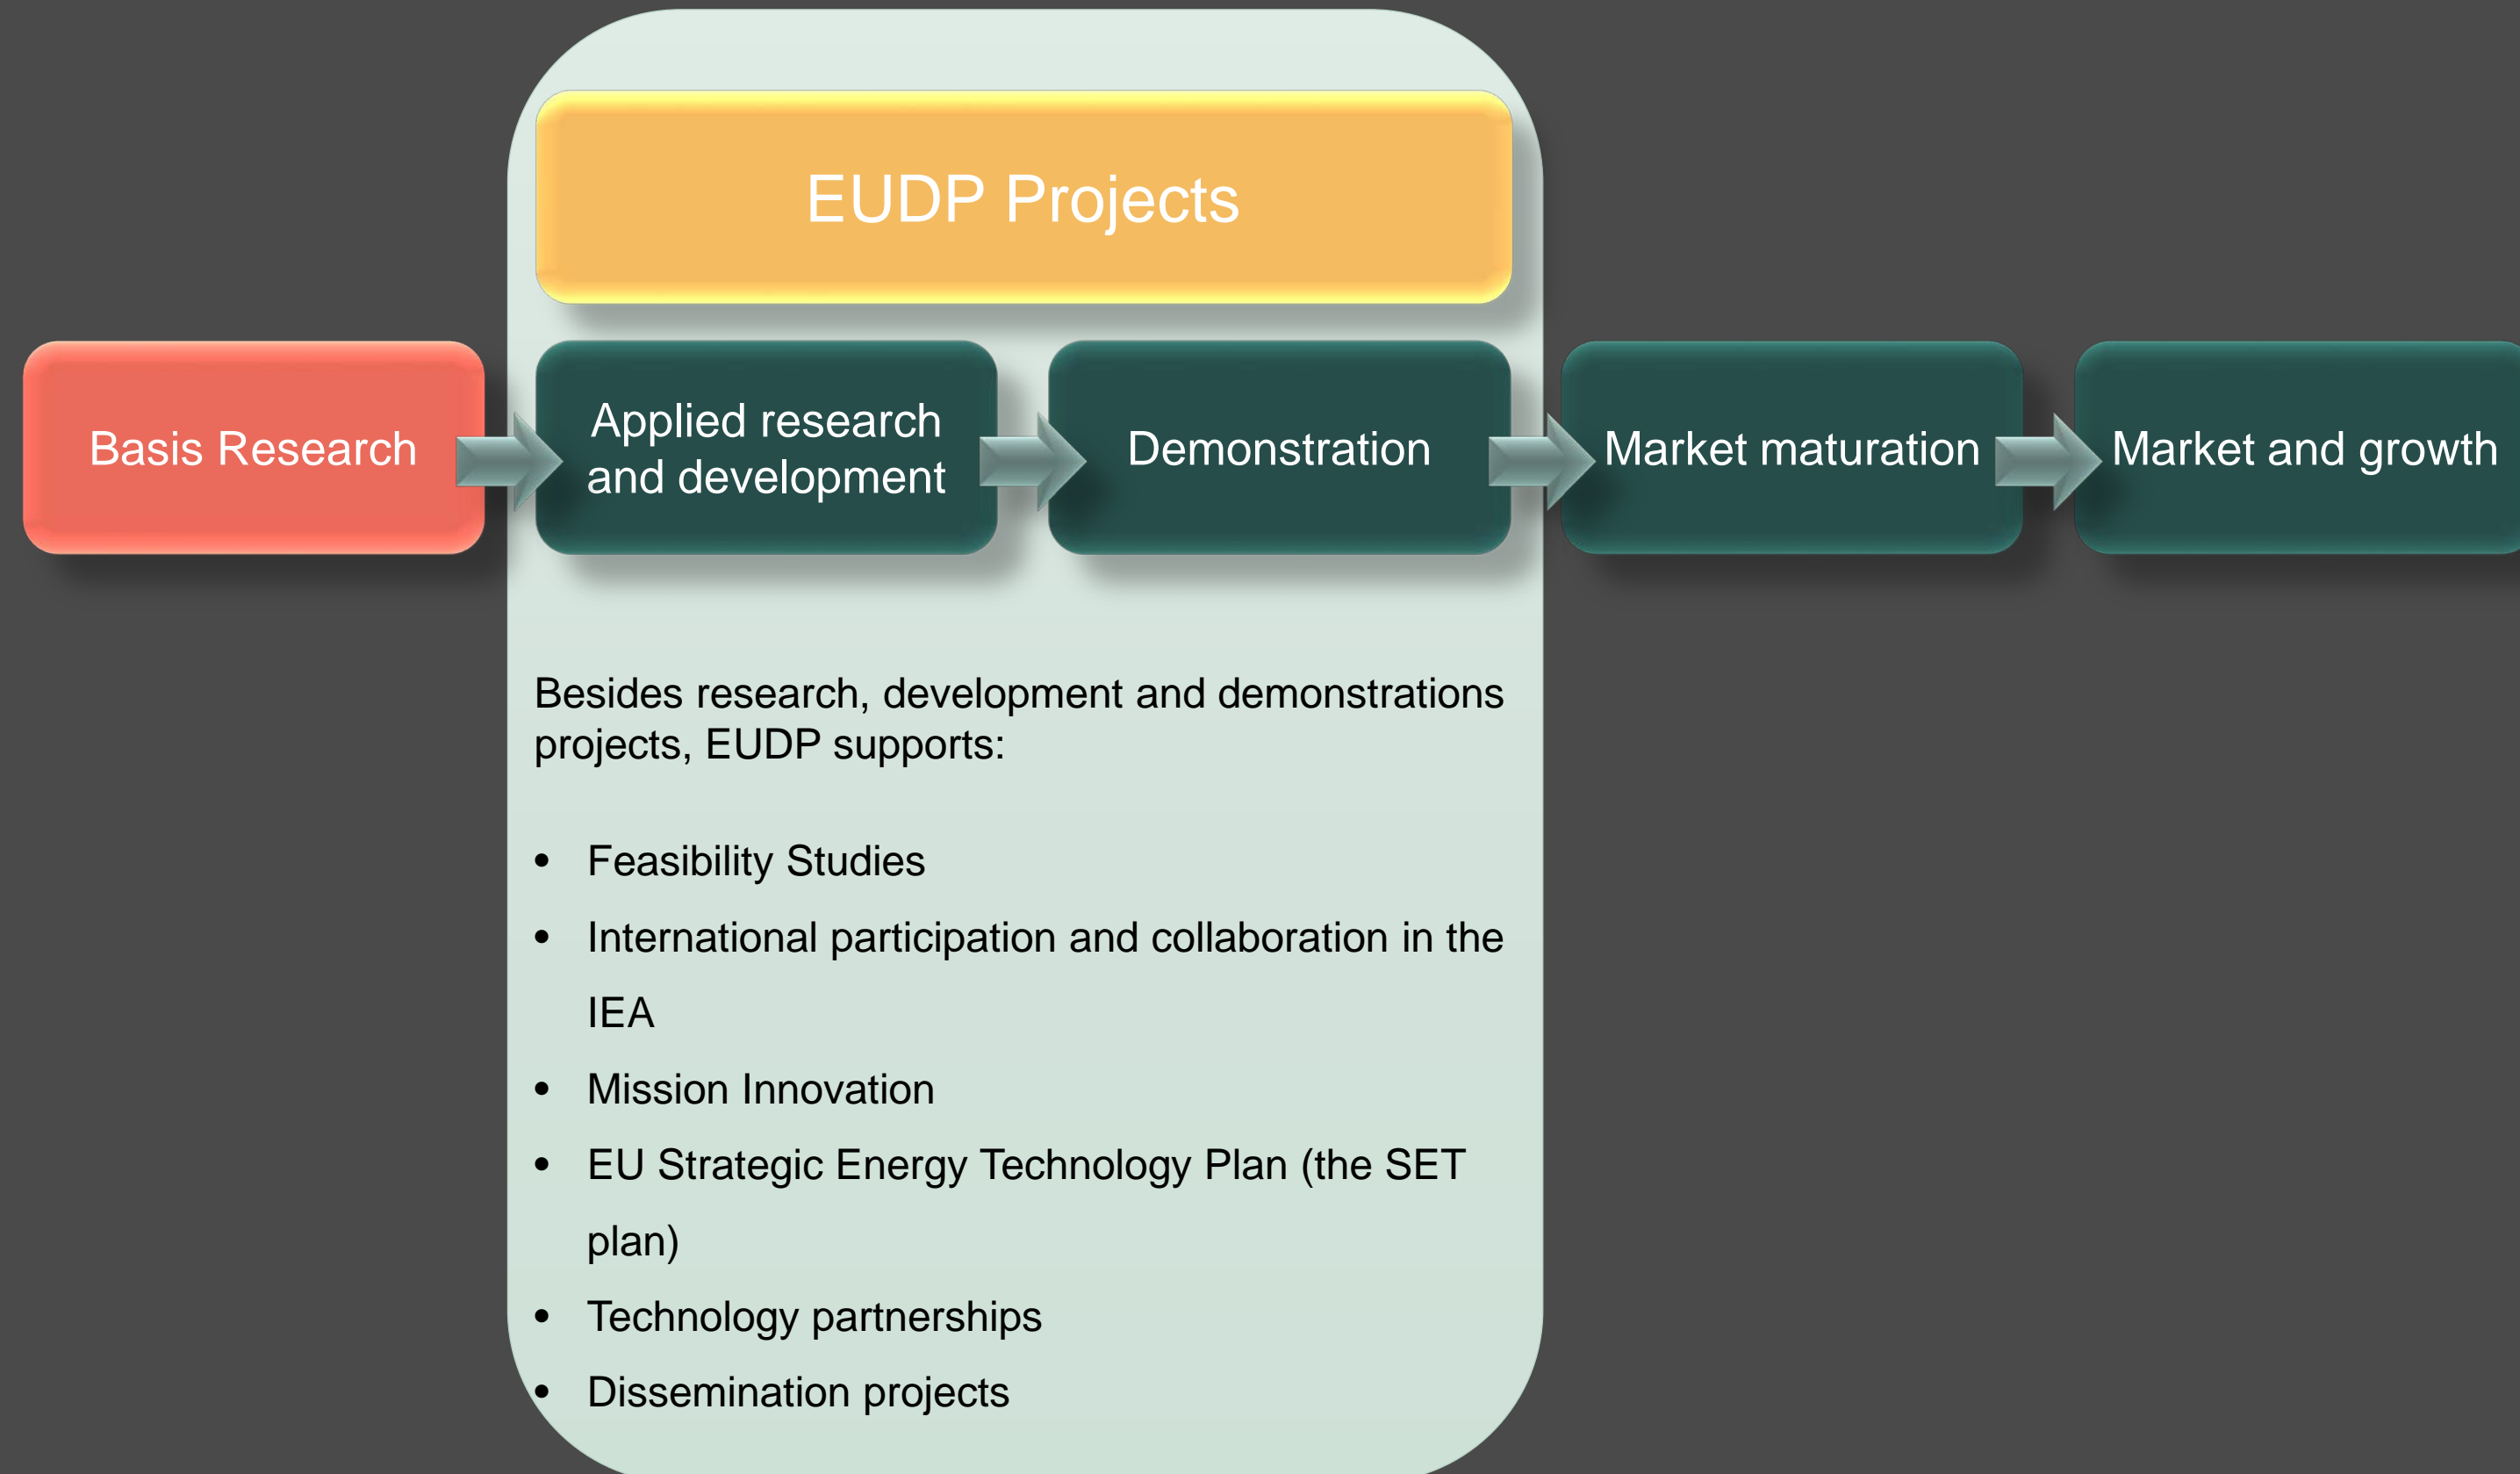 EUDP Projects
Basis Research
Applied research
and development
Demonstration
Market maturation
Market and growth
Besides research, development and demonstrations
projects, EUDP supports:
• Feasibility Studies
• International participation and collaboration in the
IEA
• Mission Innovation
• EU Strategic Energy Technology Plan (the SET
plan)
• Technology partnerships
• Dissemination projects